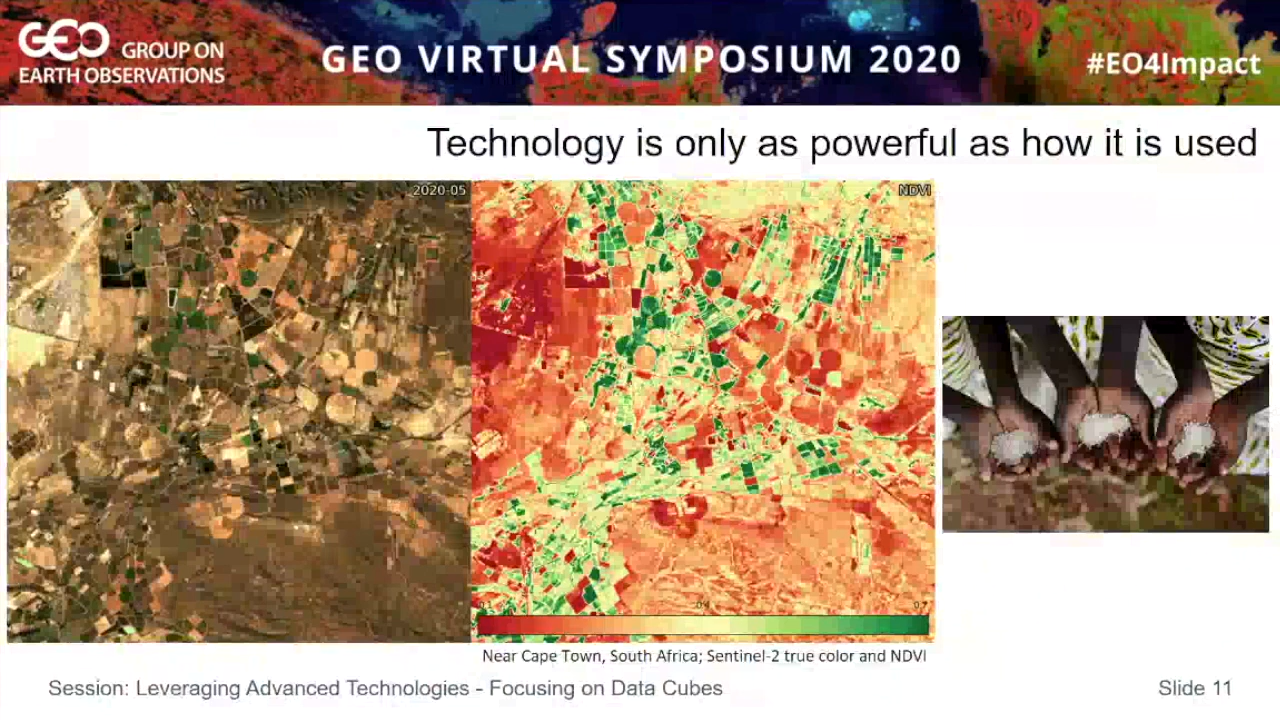 GEO GROUP ON
EARTH OBSERVATIONS
GEO VIRTUAL SYMPOSIUM 2020
#EO4Impact
Technology is only as powerful as how it is used
2020-05
NDVI
Near Cape Town, South Africa; Sentinel-2 true color and NDVI
Session: Leveraging Advanced Technologies - Focusing on Data Cubes
Slide 11